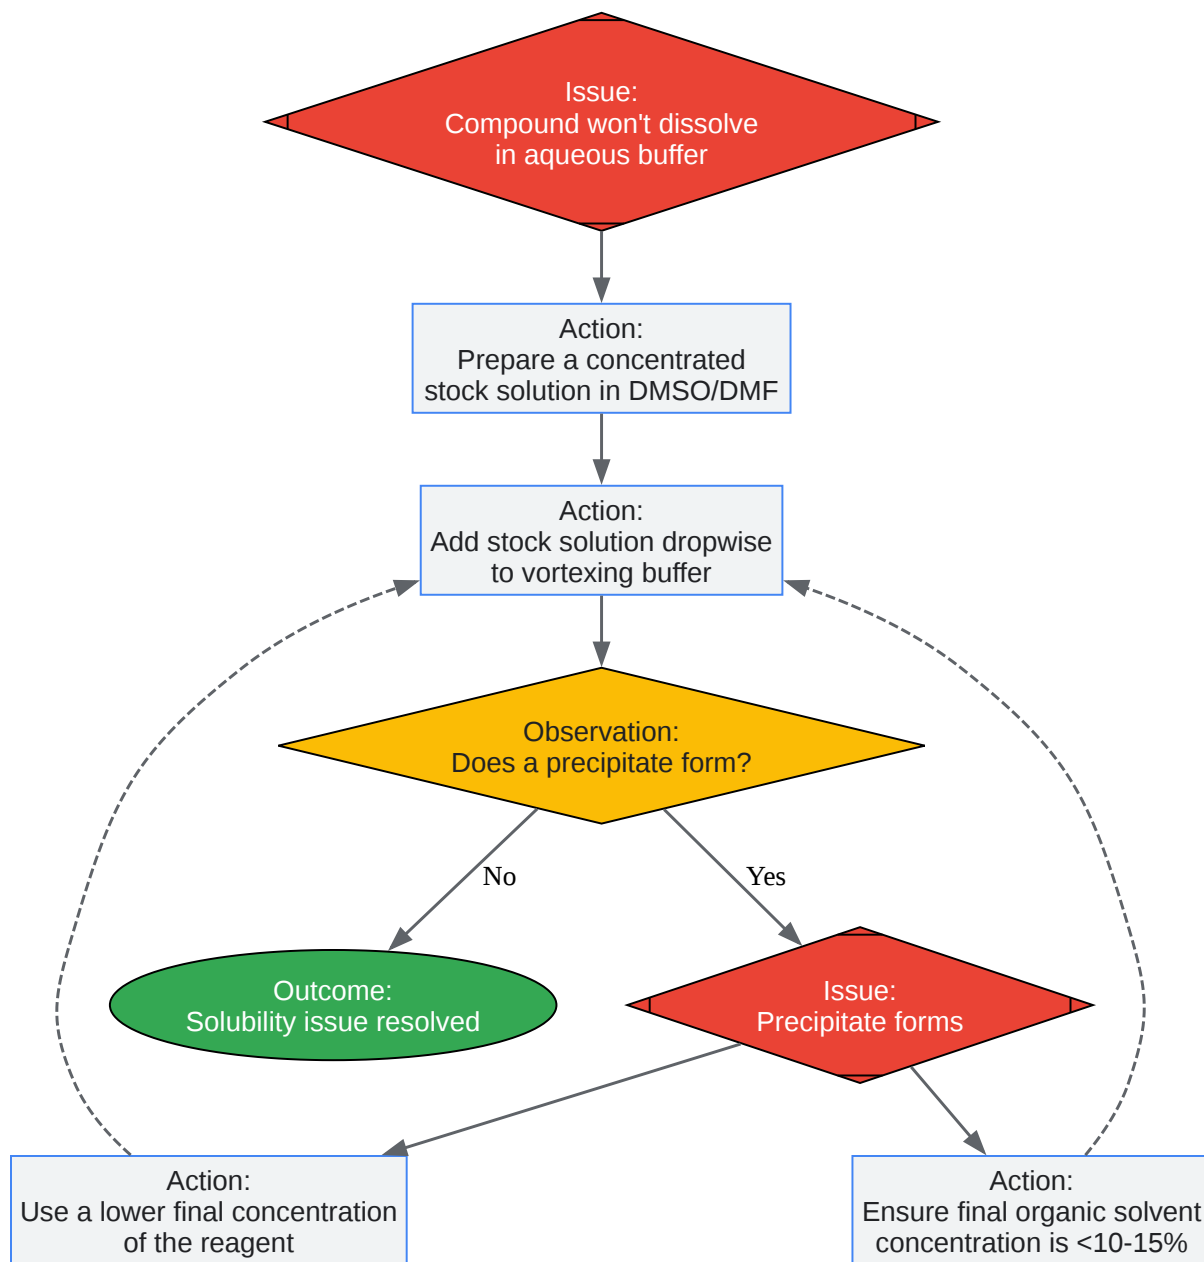 Issue:
Compound won't dissolve
in aqueous buffer
Action:
Prepare a concentrated
stock solution in DMSO/DMF
Action:
Add stock solution dropwise
to vortexing buffer
Observation:
Does a precipitate form?
No
Yes
Outcome:
Solubility issue resolved
Issue:
Precipitate forms
Action:
Use a lower final concentration
of the reagent
Action:
Ensure final organic solvent
concentration is <10-15%